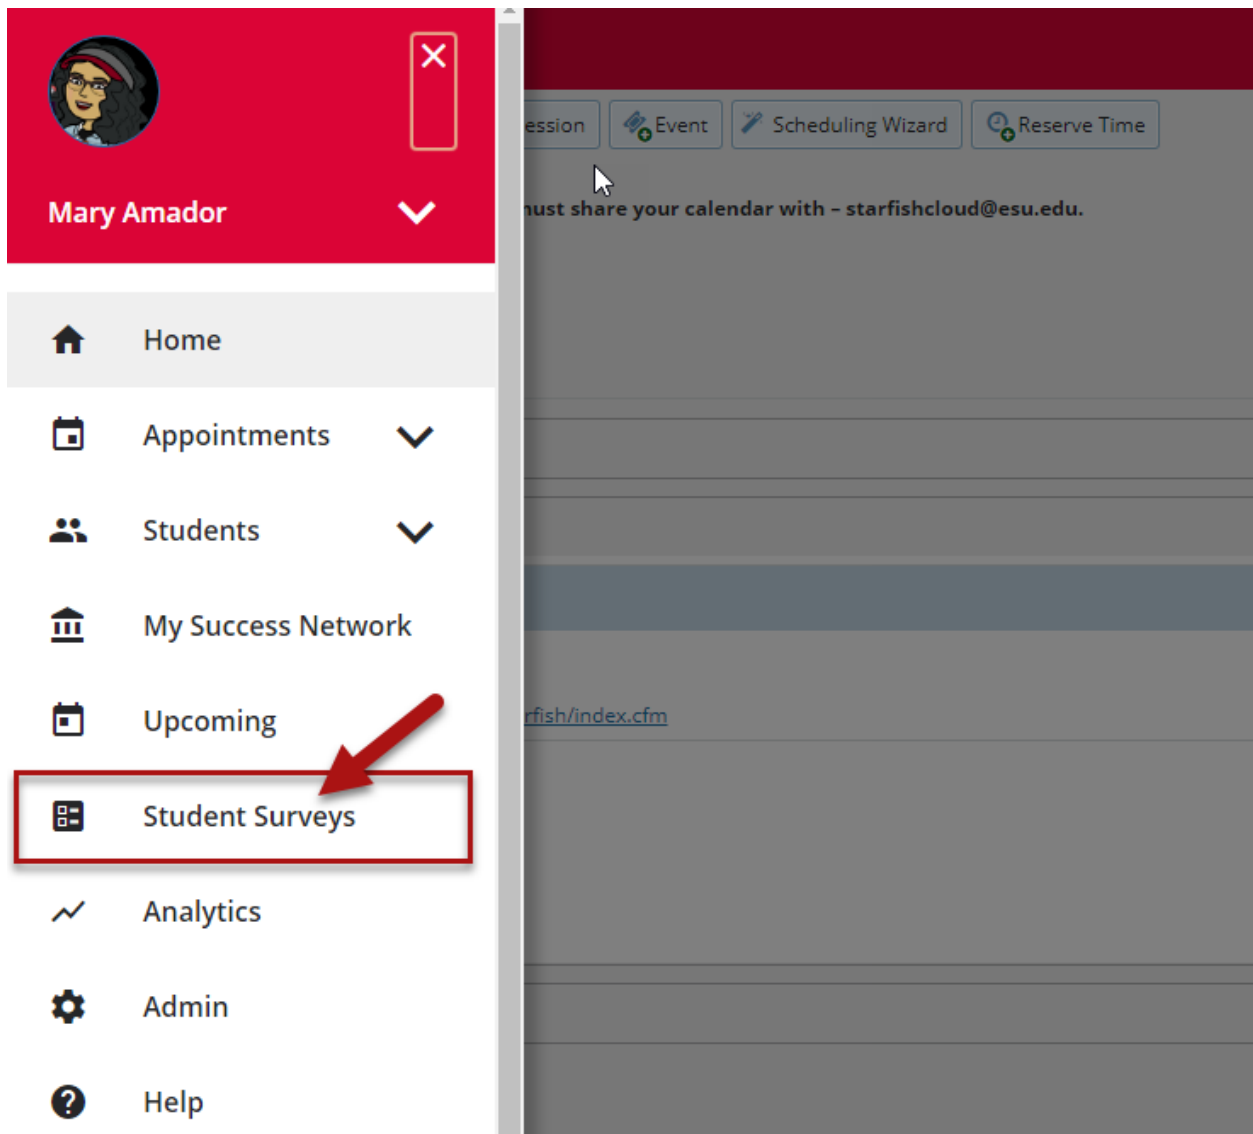 Mary Amador
Home
Appointments
Students
My Success Network
Upcoming
Student Surveys
Analytics
Admin
Help
ession
Event
Scheduling Wizard
Reserve Time
must share your calendar with – starfishcloud@esu.edu.
rfish/index.cfm